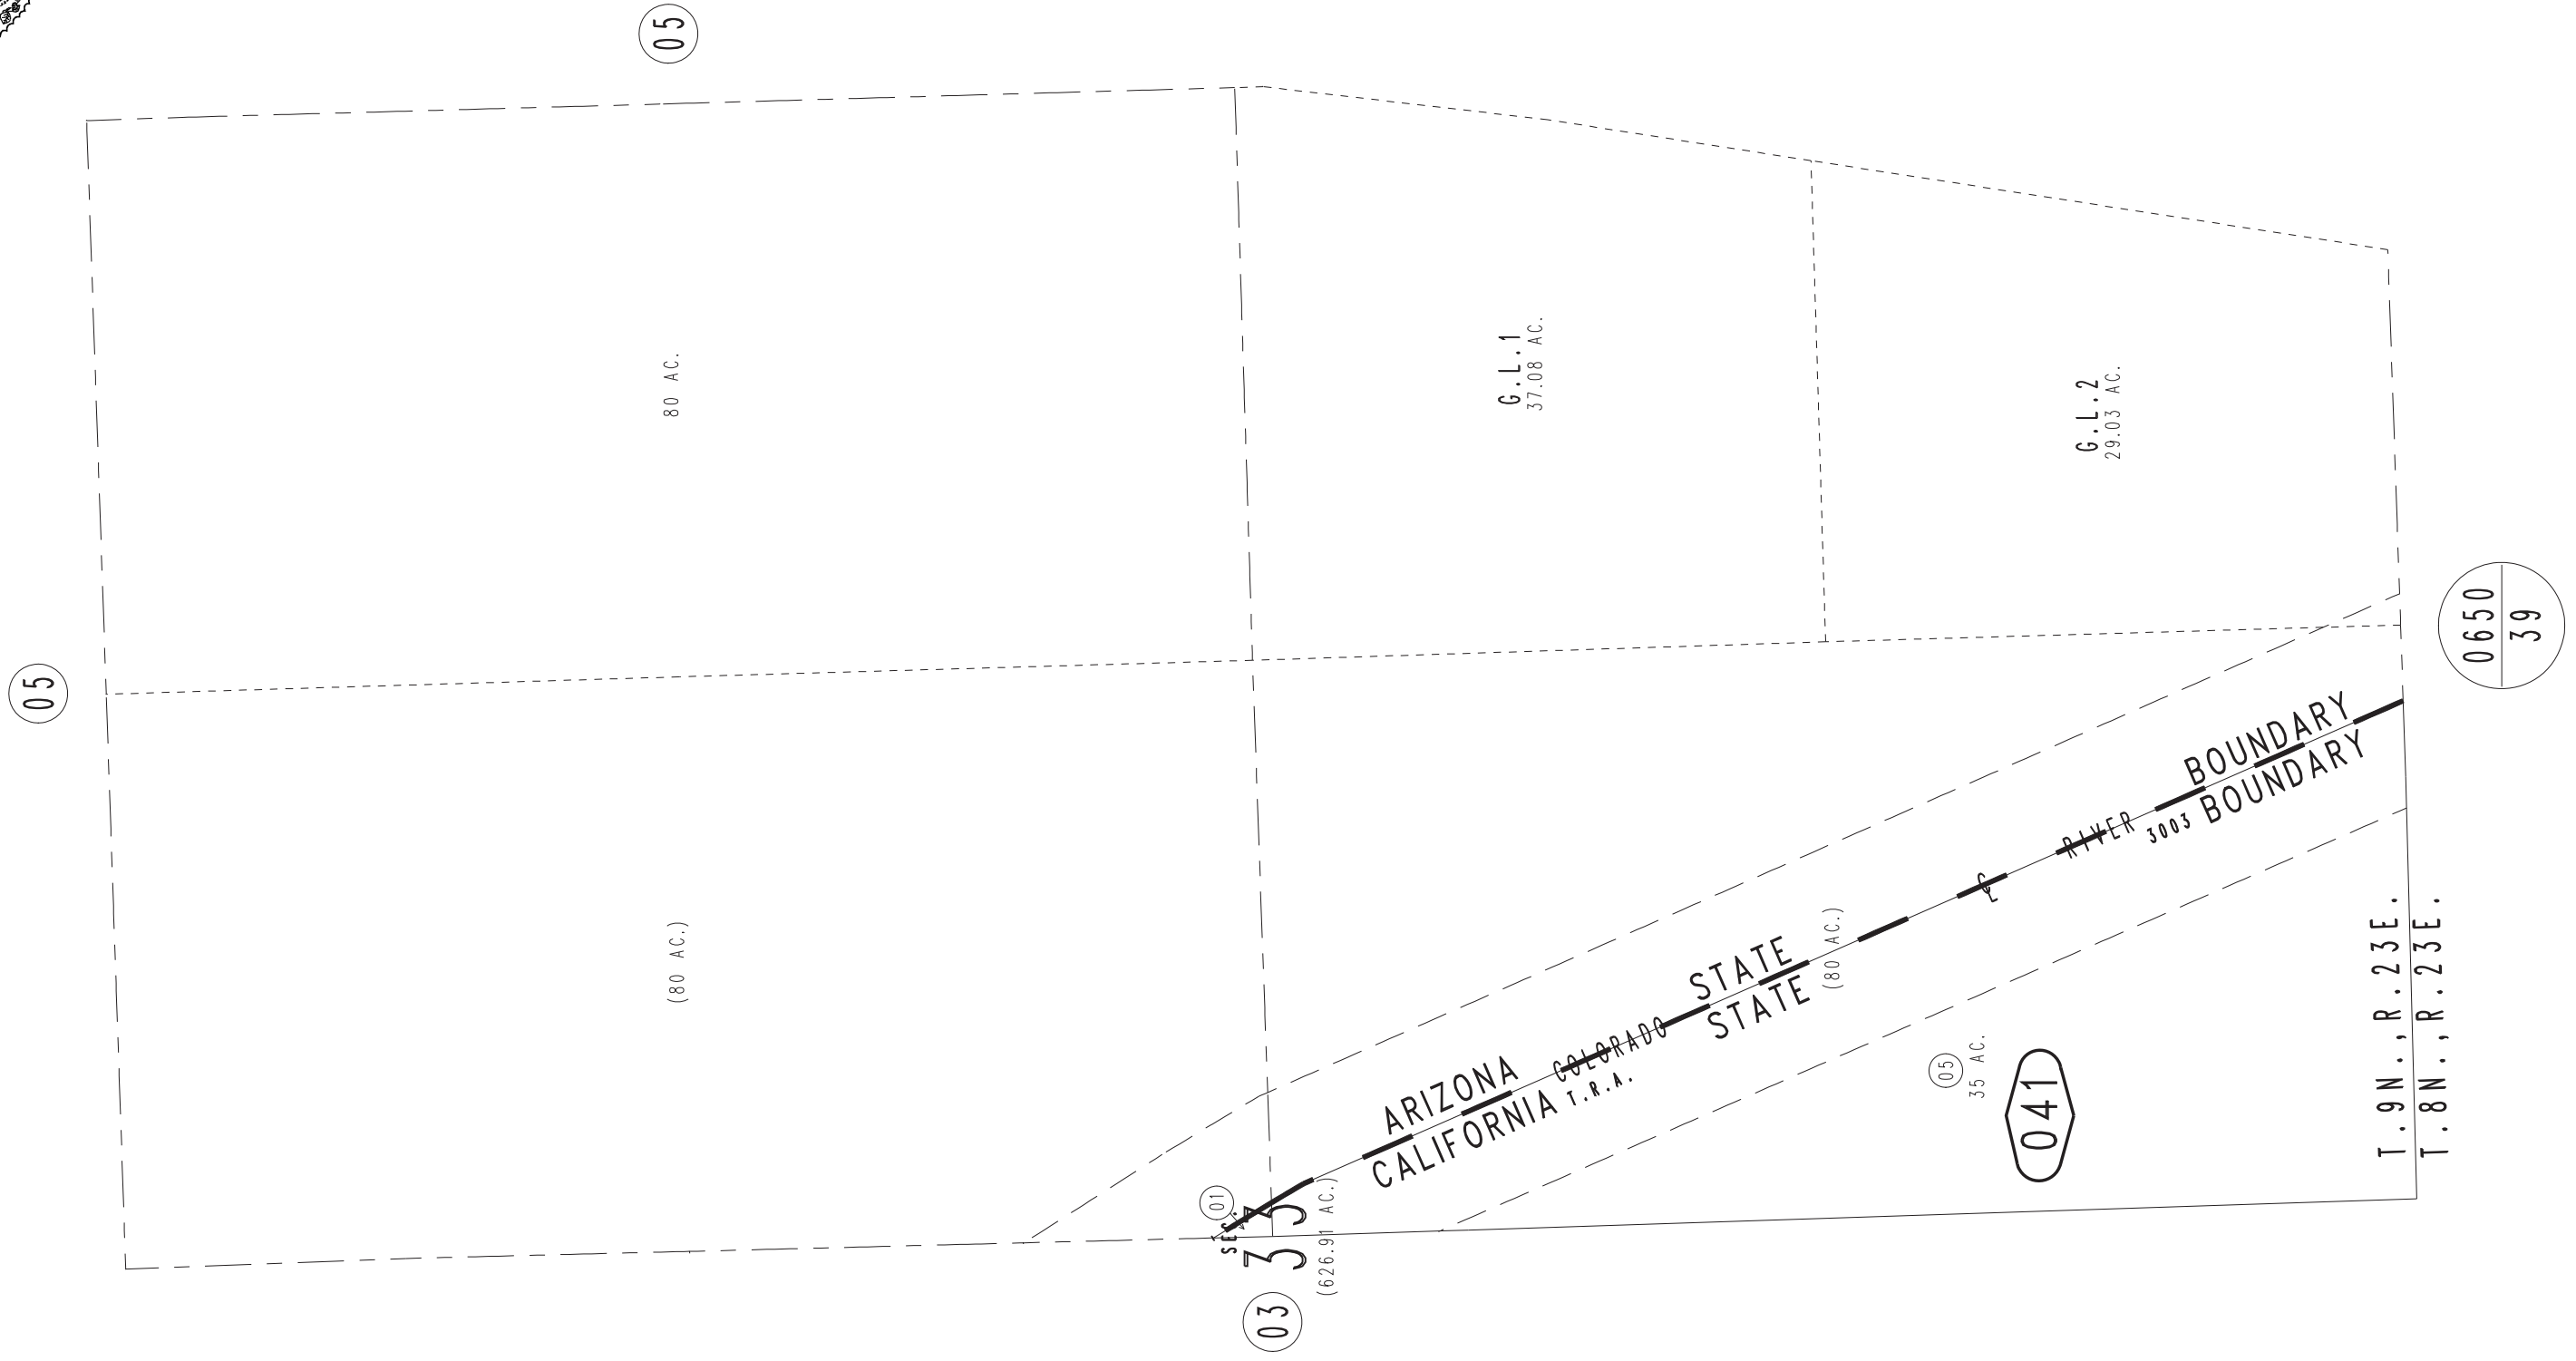 05
05
80 AC.
G.L.1
37.08 AC.
G.L.2
29.03 AC.
0650
39
(80 AC.)
ARIZONA STATE BOUNDARY
COLORADO ℄ RIVER
CALIFORNIA STATE BOUNDARY
T.R.A. 3003
(80 AC.)
01
SEC.
33
(626.91 AC.)
03
05
35 AC.
041
T.9N.,R.23E.
T.8N.,R.23E.